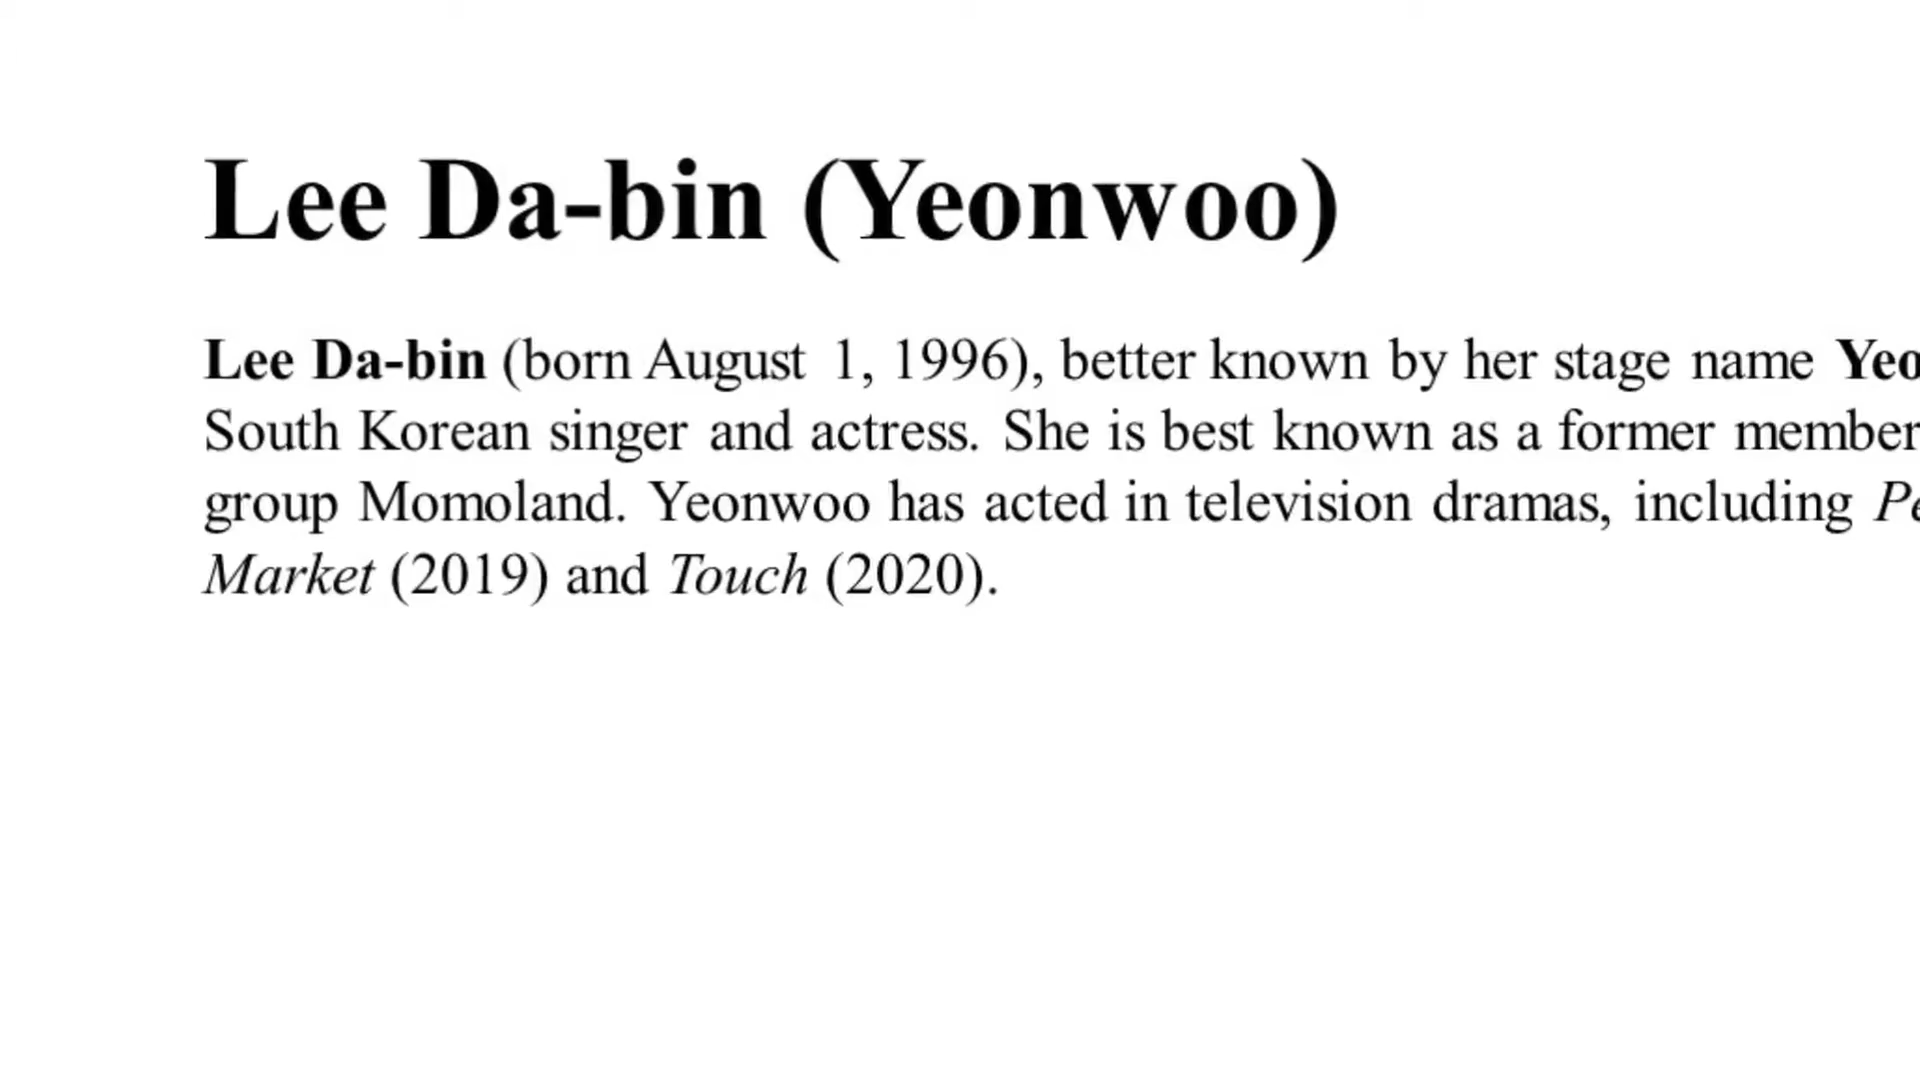 Lee Da-bin (Yeonwoo)
Lee Da-bin (born August 1, 1996), better known by her stage name
South Korean singer and actress. She is best known as a former member
group Momoland. Yeonwoo has acted in television dramas, including
Market (2019) and Touch (2020).